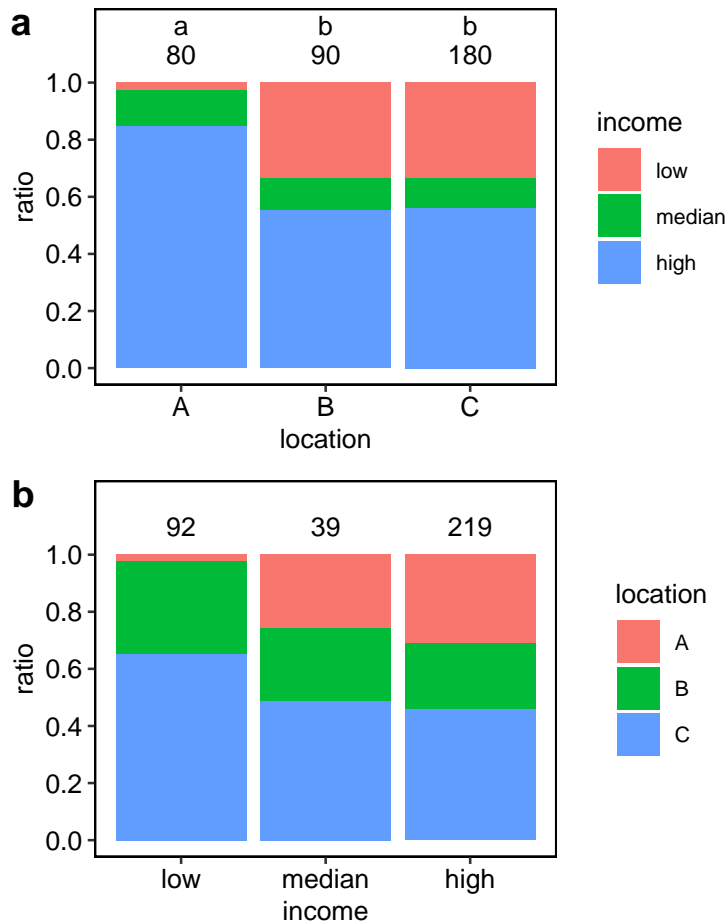 a
a b b
80 90 180
1.0
0.8
0.6
0.4
0.2
0.0
ratio
A B C
location
income
low
median
high
b
92 39 219
1.0
0.8
0.6
0.4
0.2
0.0
ratio
low median high
income
location
A
B
C